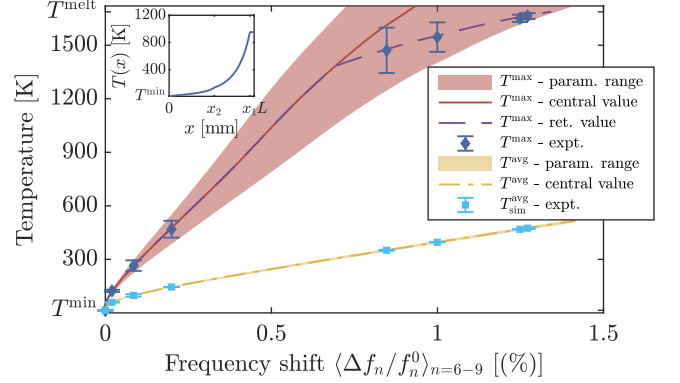 T^melt
1500
1200
900
600
300
T^min
Temperature [K]
0
0.5
1
1.5
Frequency shift ⟨Δf_n/f_n^0⟩_{n=6−9} [(%)]
1200
800
400
T^min
T(x) [K]
0
x_2
x_1 L
x [mm]
T^max - param. range
T^max - central value
T^max - ret. value
T^max - expt.
T^avg - param. range
T^avg - central value
T_sim^avg - expt.